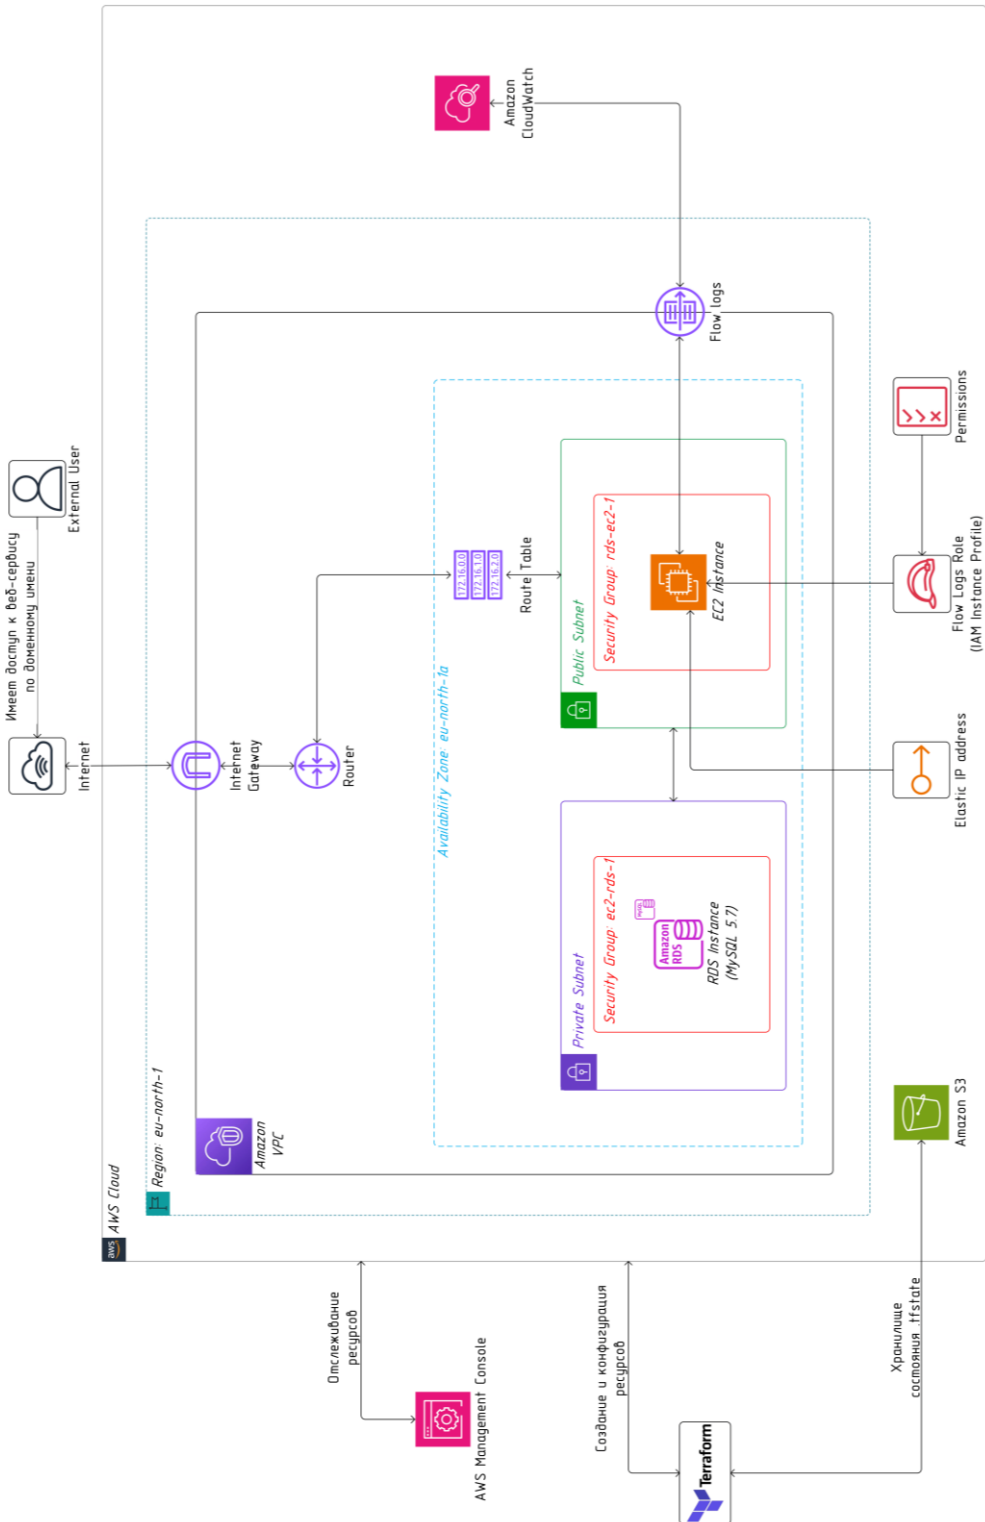 AWS Management Console
Отслеживание
ресурсов
Terraform
Создание и конфигурация
ресурсов
Хранилище
состояния .tfstate
aws
AWS Cloud
Region: eu-north-1
Amazon
VPC
Internet
Имеет доступ к веб-сервису
по доменному имени
External User
Internet
Gateway
Router
Availability Zone: eu-north-1a
172.16.0.0
172.16.1.0
172.16.2.0
Route Table
Private Subnet
Security Group: ec2-rds-1
Amazon
RDS
MySQL
RDS Instance
(MySQL 5.7)
Public Subnet
Security Group: rds-ec2-1
EC2 Instance
Flow logs
Amazon
CloudWatch
Amazon S3
Elastic IP address
Flow Logs Role
(IAM Instance Profile)
Permissions